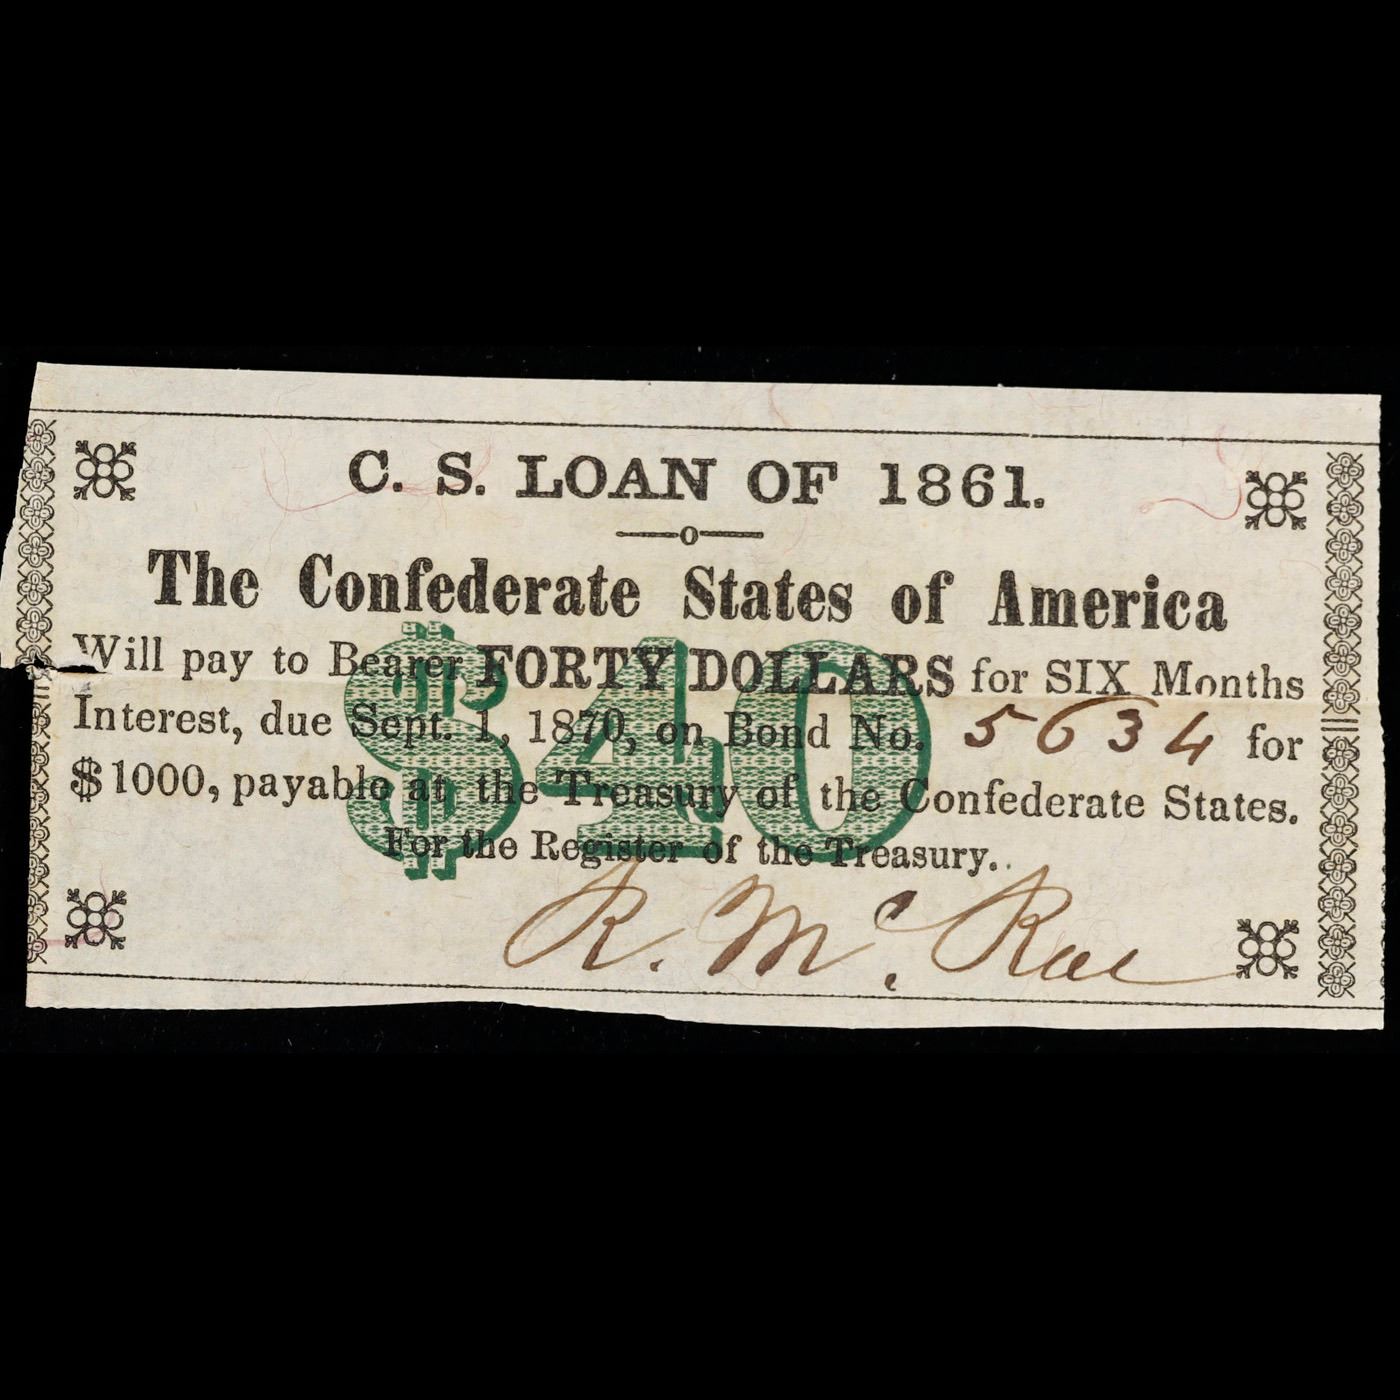 C. S. LOAN OF 1861.
The Confederate States of America
Will pay to Bearer FORTY DOLLARS for SIX Months
Interest, due Sept. 1, 1870, on Bond No. 5634 for
$1000, payable at the Treasury of the Confederate States.
$40
For the Register of the Treasury.
R. Mc. Rae